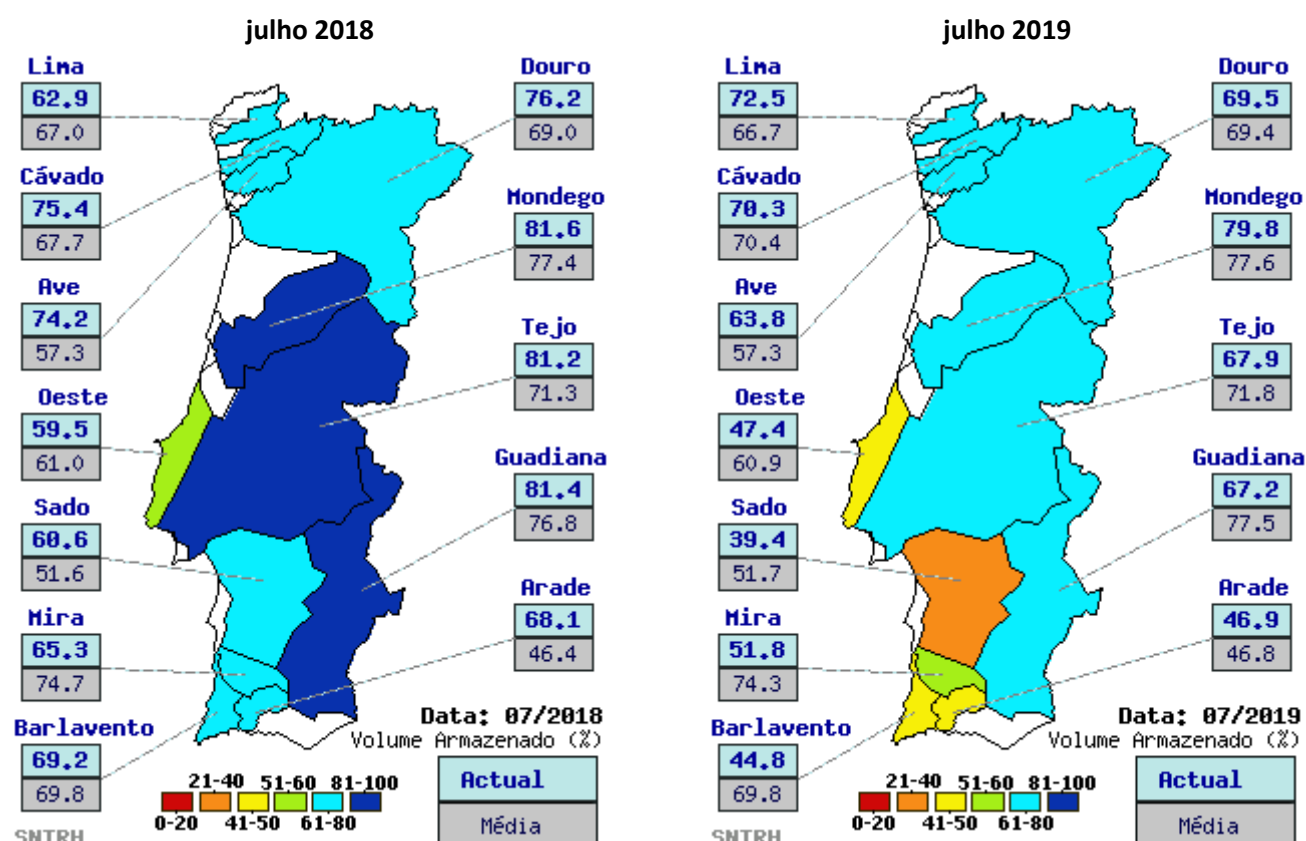 julho 2018
Lima
62.9
67.0
Douro
76.2
69.0
Cávado
75.4
67.7
Mondego
81.6
77.4
Ave
74.2
57.3
Tejo
81.2
71.3
Oeste
59.5
61.0
Guadiana
81.4
76.8
Sado
60.6
51.6
Arade
68.1
46.4
Mira
65.3
74.7
Barlavento
69.2
69.8
Data: 07/2018
Volume Armazenado (%)
21-40 51-60 81-100
0-20 41-50 61-80
Actual
Média
SNTRH
julho 2019
Lima
72.5
66.7
Douro
69.5
69.4
Cávado
70.3
70.4
Mondego
79.8
77.6
Ave
63.8
57.3
Tejo
67.9
71.8
Oeste
47.4
60.9
Guadiana
67.2
77.5
Sado
39.4
51.7
Arade
46.9
46.8
Mira
51.8
74.3
Barlavento
44.8
69.8
Data: 07/2019
Volume Armazenado (%)
21-40 51-60 81-100
0-20 41-50 61-80
Actual
Média
SNTRH